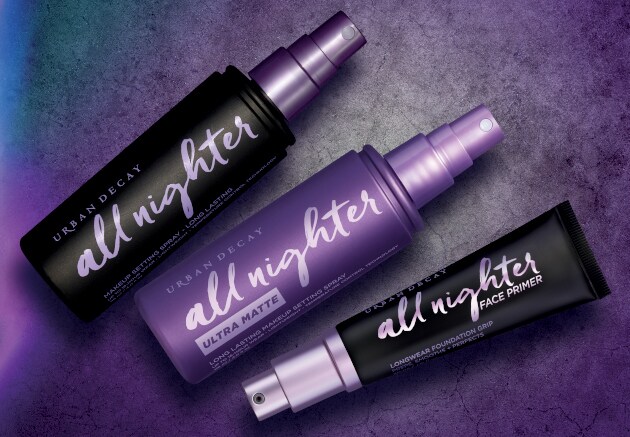 URBAN DECAY
all nighter
MAKEUP SETTING SPRAY • LONG LASTING
URBAN DECAY
all nighter
ULTRA MATTE
LONG LASTING MAKEUP SETTING SPRAY
URBAN DECAY
all nighter
FACE PRIMER
LONGWEAR FOUNDATION GRIP